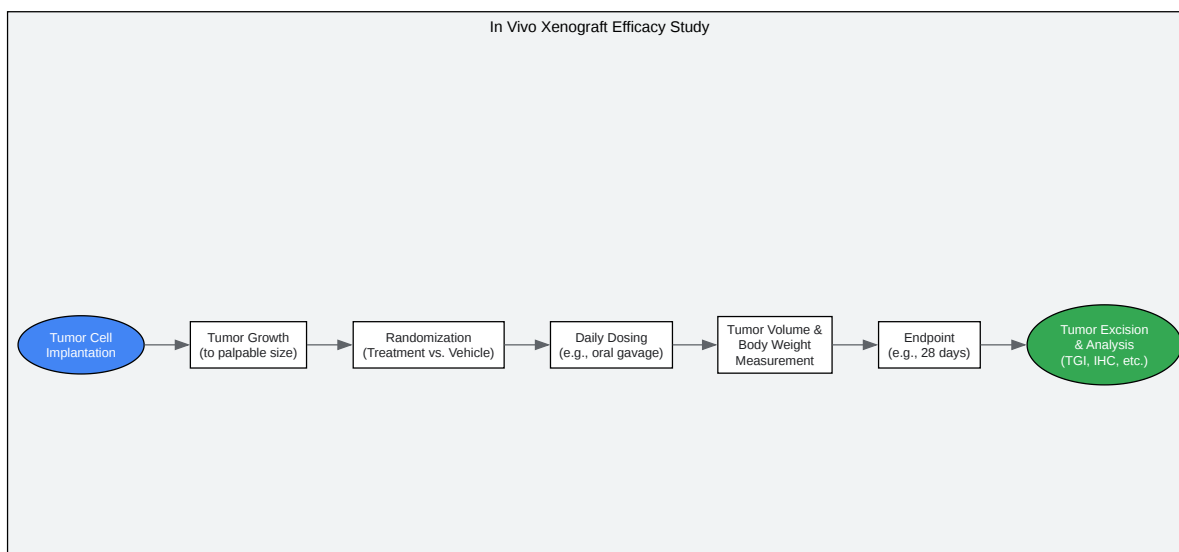 In Vivo Xenograft Efficacy Study
Tumor Cell
Implantation
Tumor Growth
(to palpable size)
Randomization
(Treatment vs. Vehicle)
Daily Dosing
(e.g., oral gavage)
Tumor Volume &
Body Weight
Measurement
Endpoint
(e.g., 28 days)
Tumor Excision
& Analysis
(TGI, IHC, etc.)